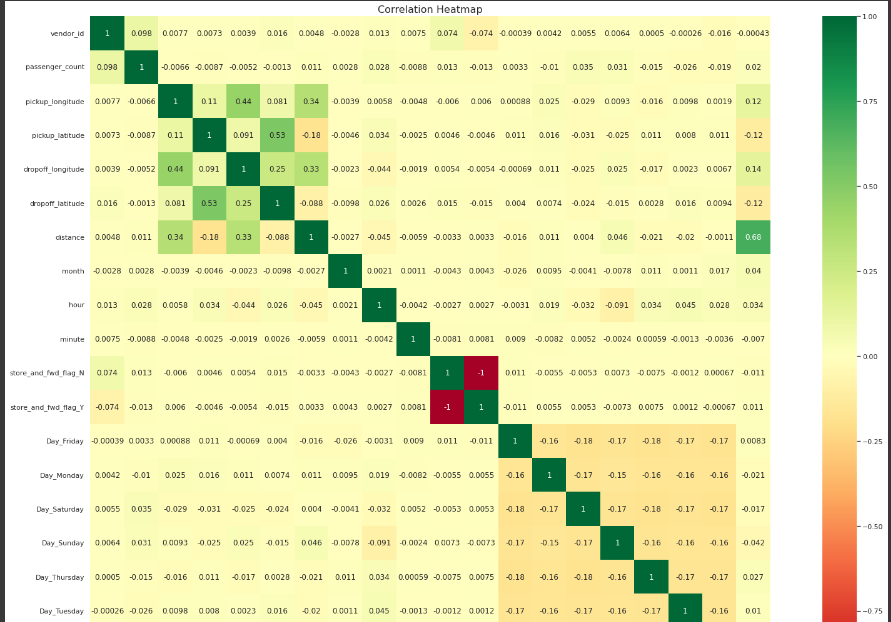 Correlation Heatmap
vendor_id 1 0.098 0.0077 0.0073 0.0039 0.016 0.0048 -0.0028 0.013 0.0075 0.074 -0.074 -0.00039 0.0042 0.0055 0.0064 0.0005 -0.00026 -0.016 -0.00043
passenger_count 0.098 1 -0.0066 -0.0087 -0.0052 -0.0013 0.011 0.0028 0.028 -0.0088 0.013 -0.013 0.0033 -0.01 0.035 0.031 -0.015 -0.026 -0.019 0.02
pickup_longitude 0.0077 -0.0066 1 0.11 0.44 0.081 0.34 -0.0039 0.0058 -0.0048 -0.006 0.006 0.00088 0.025 -0.029 0.0093 -0.016 0.0098 0.0019 0.12
pickup_latitude 0.0073 -0.0087 0.11 1 0.091 0.53 -0.18 -0.0046 0.034 -0.0025 0.0046 -0.0046 0.011 0.016 -0.031 -0.025 0.011 0.008 0.011 -0.12
dropoff_longitude 0.0039 -0.0052 0.44 0.091 1 0.25 0.33 -0.0023 -0.044 -0.0019 0.0054 -0.0054 -0.00069 0.011 -0.025 0.025 -0.017 0.0023 0.0067 0.14
dropoff_latitude 0.016 -0.0013 0.081 0.53 0.25 1 -0.088 -0.0098 0.026 0.0026 0.015 -0.015 0.004 0.0074 -0.024 -0.015 0.0028 0.016 0.0094 -0.12
distance 0.0048 0.011 0.34 -0.18 0.33 -0.088 1 -0.0027 -0.045 -0.0059 -0.0033 0.0033 -0.016 0.011 0.004 0.046 -0.021 -0.02 -0.0011 0.68
month -0.0028 0.0028 -0.0039 -0.0046 -0.0023 -0.0098 -0.0027 1 0.0021 0.0011 -0.0043 0.0043 -0.026 0.0095 -0.0041 -0.0078 0.011 0.0011 0.017 0.04
hour 0.013 0.028 0.0058 0.034 -0.044 0.026 -0.045 0.0021 1 -0.0042 -0.0027 0.0027 -0.0031 0.019 -0.032 -0.091 0.034 0.045 0.028 0.034
minute 0.0075 -0.0088 -0.0048 -0.0025 -0.0019 0.0026 -0.0059 0.0011 -0.0042 1 -0.0081 0.0081 0.009 -0.0082 0.0052 -0.0024 0.00059 -0.0013 -0.0036 -0.007
store_and_fwd_flag_N 0.074 0.013 -0.006 0.0046 0.0054 0.015 -0.0033 -0.0043 -0.0027 -0.0081 1 -1 0.011 -0.0055 -0.0053 0.0073 -0.0075 -0.0012 0.00067 -0.011
store_and_fwd_flag_Y -0.074 -0.013 0.006 -0.0046 -0.0054 -0.015 0.0033 0.0043 0.0027 0.0081 -1 1 -0.011 0.0055 0.0053 -0.0073 0.0075 0.0012 -0.00067 0.011
Day_Friday -0.00039 0.0033 0.00088 0.011 -0.00069 0.004 -0.016 -0.026 -0.0031 0.009 0.011 -0.011 1 -0.16 -0.18 -0.17 -0.18 -0.17 -0.17 0.0083
Day_Monday 0.0042 -0.01 0.025 0.016 0.011 0.0074 0.011 0.0095 0.019 -0.0082 -0.0055 0.0055 -0.16 1 -0.17 -0.15 -0.16 -0.16 -0.16 -0.021
Day_Saturday 0.0055 0.035 -0.029 -0.031 -0.025 -0.024 0.004 -0.0041 -0.032 0.0052 -0.0053 0.0053 -0.18 -0.17 1 -0.17 -0.18 -0.17 -0.17 -0.017
Day_Sunday 0.0064 0.031 0.0093 -0.025 0.025 -0.015 0.046 -0.0078 -0.091 -0.0024 0.0073 -0.0073 -0.17 -0.15 -0.17 1 -0.16 -0.16 -0.16 -0.042
Day_Thursday 0.0005 -0.015 -0.016 0.011 -0.017 0.0028 -0.021 0.011 0.034 0.00059 -0.0075 0.0075 -0.18 -0.16 -0.18 -0.16 1 -0.17 -0.17 0.027
Day_Tuesday -0.00026 -0.026 0.0098 0.008 0.0023 0.016 -0.02 0.0011 0.045 -0.0013 -0.0012 0.0012 -0.17 -0.16 -0.17 -0.16 -0.17 1 -0.16 0.01
1.00
0.75
0.50
0.25
0.00
−0.25
−0.50
−0.75